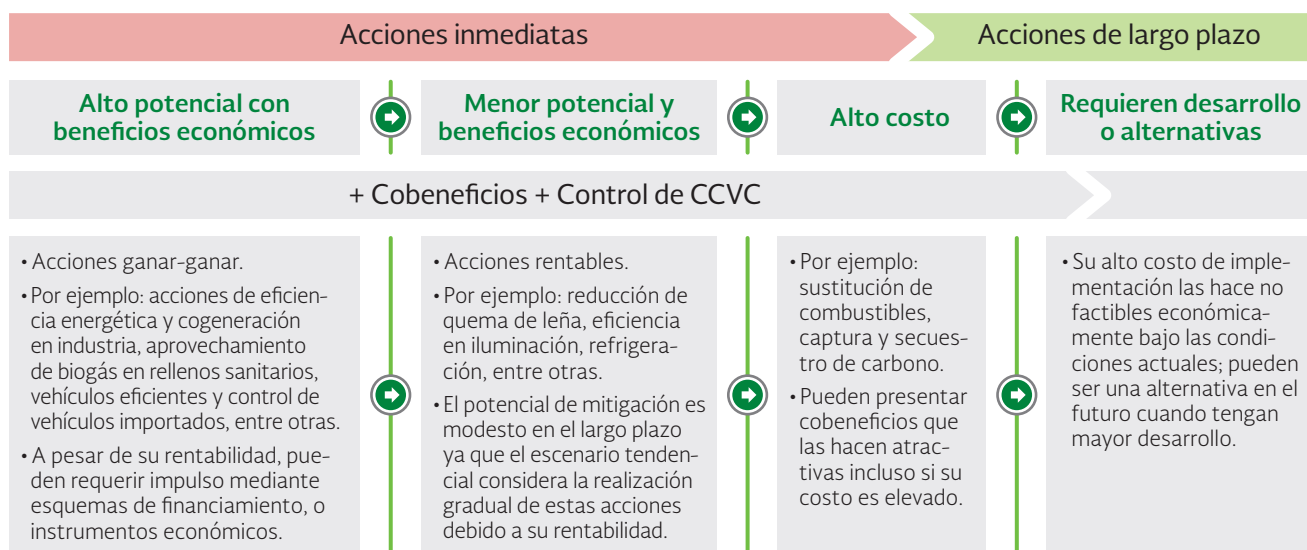 Acciones inmediatas
Acciones de largo plazo
Alto potencial con
beneficios económicos
Menor potencial y
beneficios económicos
Alto costo
Requieren desarrollo
o alternativas
+ Cobeneficios + Control de CCVC
• Acciones ganar-ganar.
• Por ejemplo: acciones de eficien-
cia energética y cogeneración
en industria, aprovechamiento
de biogás en rellenos sanitarios,
vehículos eficientes y control de
vehículos importados, entre otras.
• A pesar de su rentabilidad, pue-
den requerir impulso mediante
esquemas de financiamiento, o
instrumentos económicos.
• Acciones rentables.
• Por ejemplo: reducción de
quema de leña, eficiencia
en iluminación, refrigera-
ción, entre otras.
• El potencial de mitigación es
modesto en el largo plazo
ya que el escenario tenden-
cial considera la realización
gradual de estas acciones
debido a su rentabilidad.
• Por ejemplo:
sustitución de
combustibles,
captura y secues-
tro de carbono.
• Pueden presentar
cobeneficios que
las hacen atrac-
tivas incluso si su
costo es elevado.
• Su alto costo de imple-
mentación las hace no
factibles económica-
mente bajo las condi-
ciones actuales; pueden
ser una alternativa en el
futuro cuando tengan
mayor desarrollo.